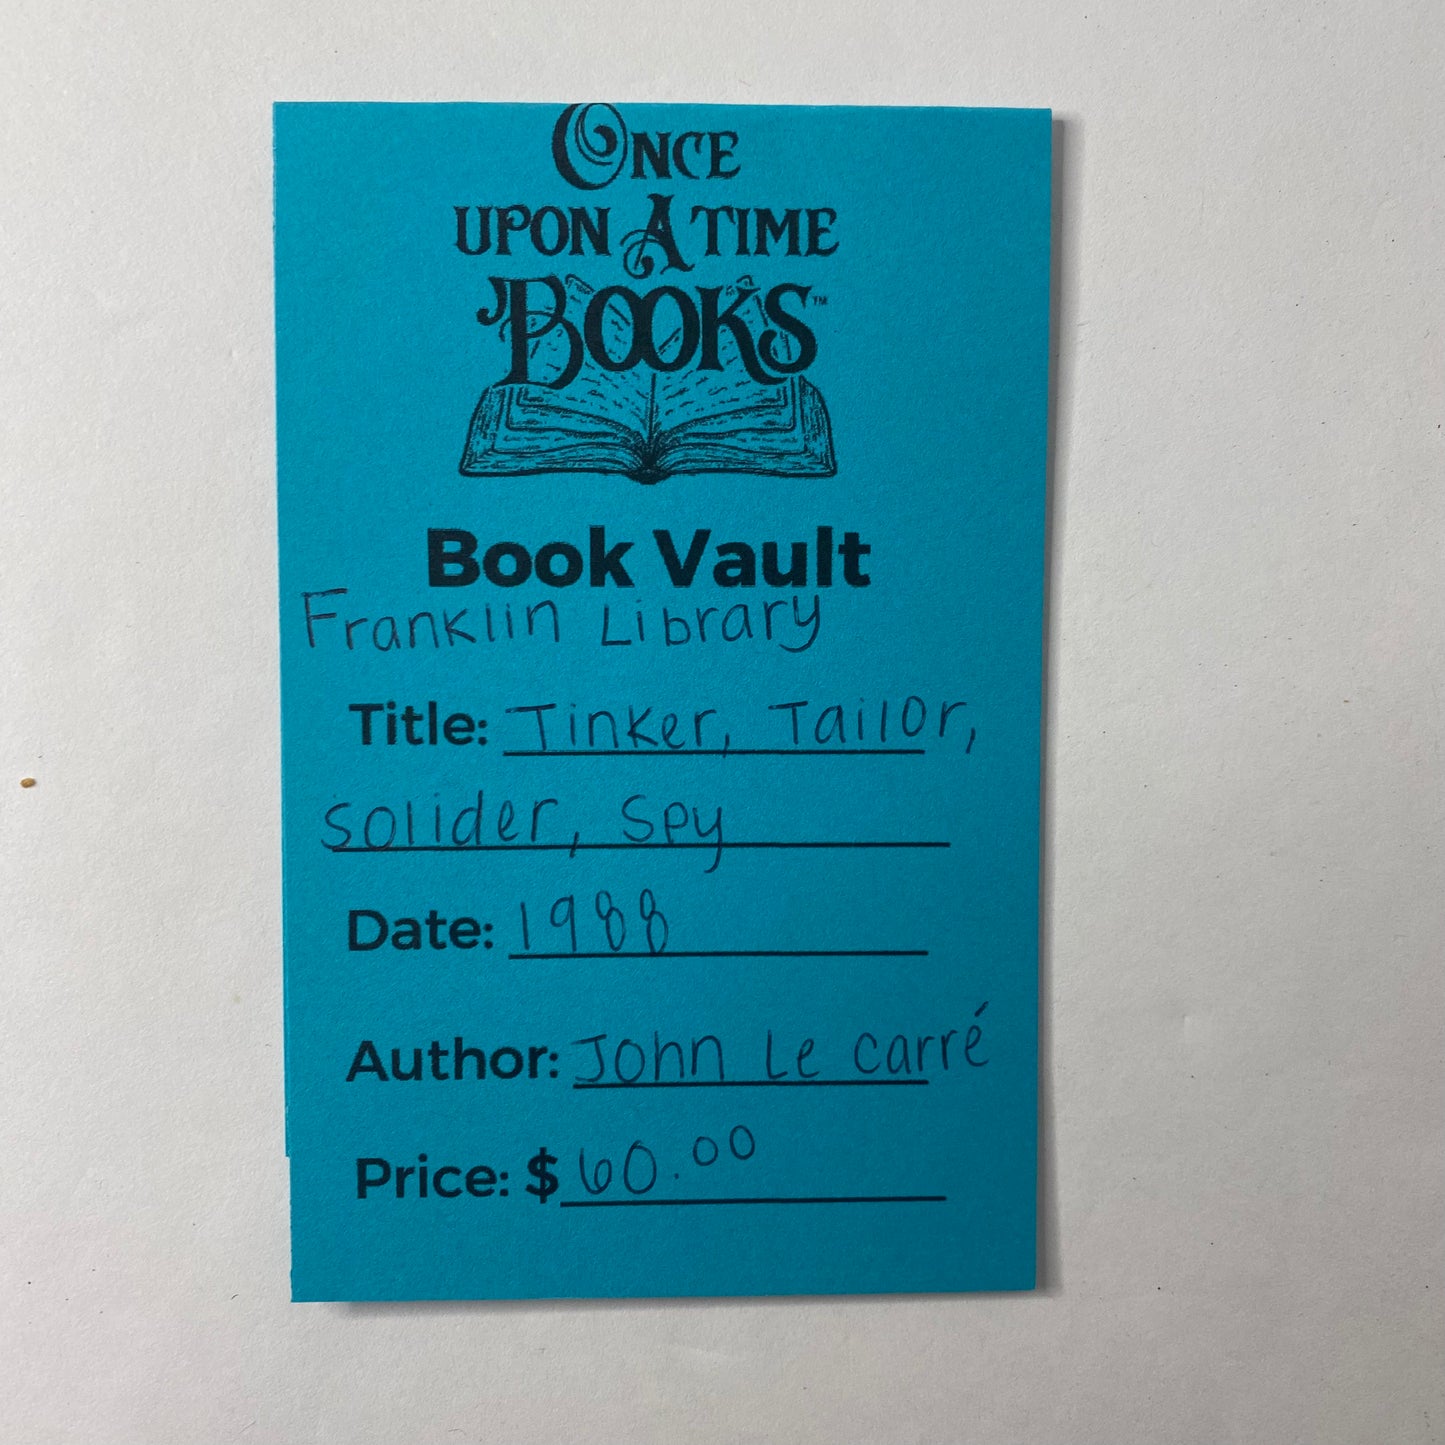 ONCE
UPON A TIME
BOOKS™
Book Vault
Franklin Library
Title: Tinker, Tailor,
Solider, Spy
Date: 1988
Author: John Le Carré
Price: $ 60.00